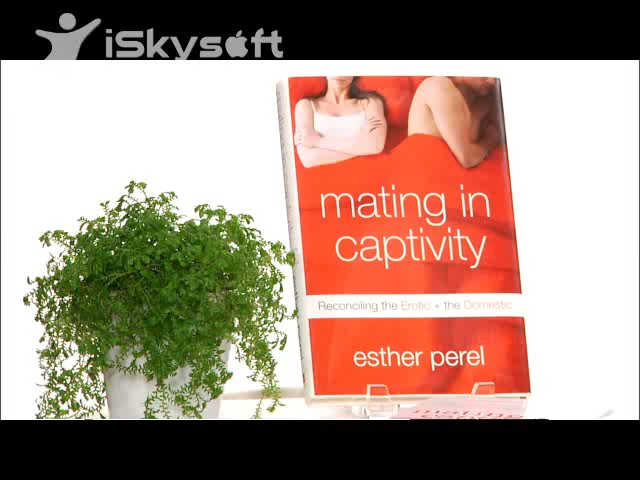 iSkysoft
mating in
captivity
Reconciling the Erotic + the Domestic
esther perel